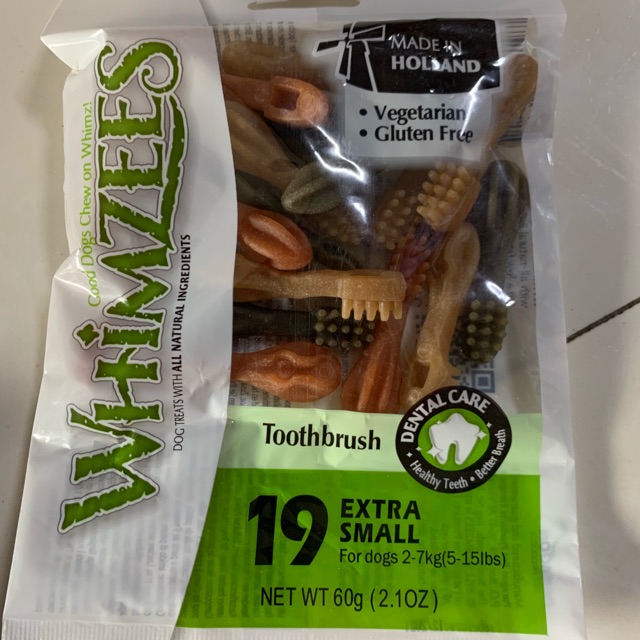 Good Dogs Chew on Whimz!
WHIMZEES
DOG TREATS WITH ALL NATURAL INGREDIENTS
MADE IN
HOLLAND
• Vegetarian
• Gluten Free
Toothbrush
DENTAL CARE
• Healthy Teeth • Better Breath
19
EXTRA
SMALL
For dogs 2-7kg(5-15lbs)
NET WT 60g (2.1OZ)